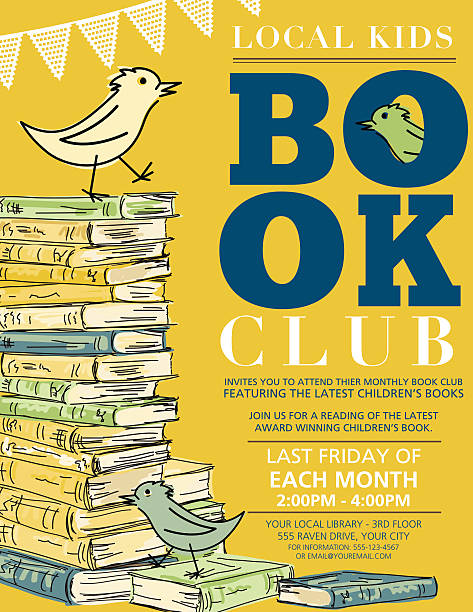 LOCAL KIDS
BO
OK
CLUB
INVITES YOU TO ATTEND THIER MONTHLY BOOK CLUB
FEATURING THE LATEST CHILDREN'S BOOKS
JOIN US FOR A READING OF THE LATEST
AWARD WINNING CHILDREN'S BOOK.
LAST FRIDAY OF
EACH MONTH
2:00PM - 4:00PM
YOUR LOCAL LIBRARY - 3RD FLOOR
555 RAVEN DRIVE, YOUR CITY
FOR INFORMATION: 555-123-4567
OR EMAIL@YOUREMAIL.COM